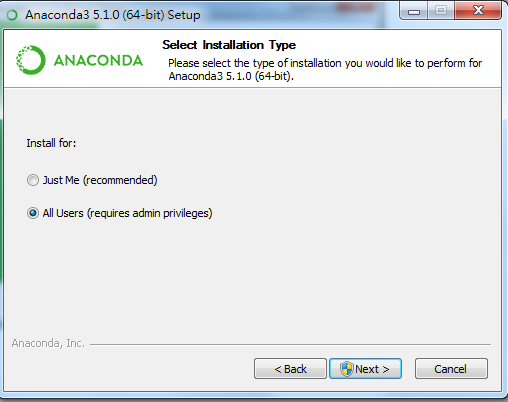 Anaconda3 5.1.0 (64-bit) Setup
ANACONDA
Select Installation Type
Please select the type of installation you would like to perform for
Anaconda3 5.1.0 (64-bit).
Install for:
Just Me (recommended)
All Users (requires admin privileges)
Anaconda, Inc.
< Back
Next >
Cancel